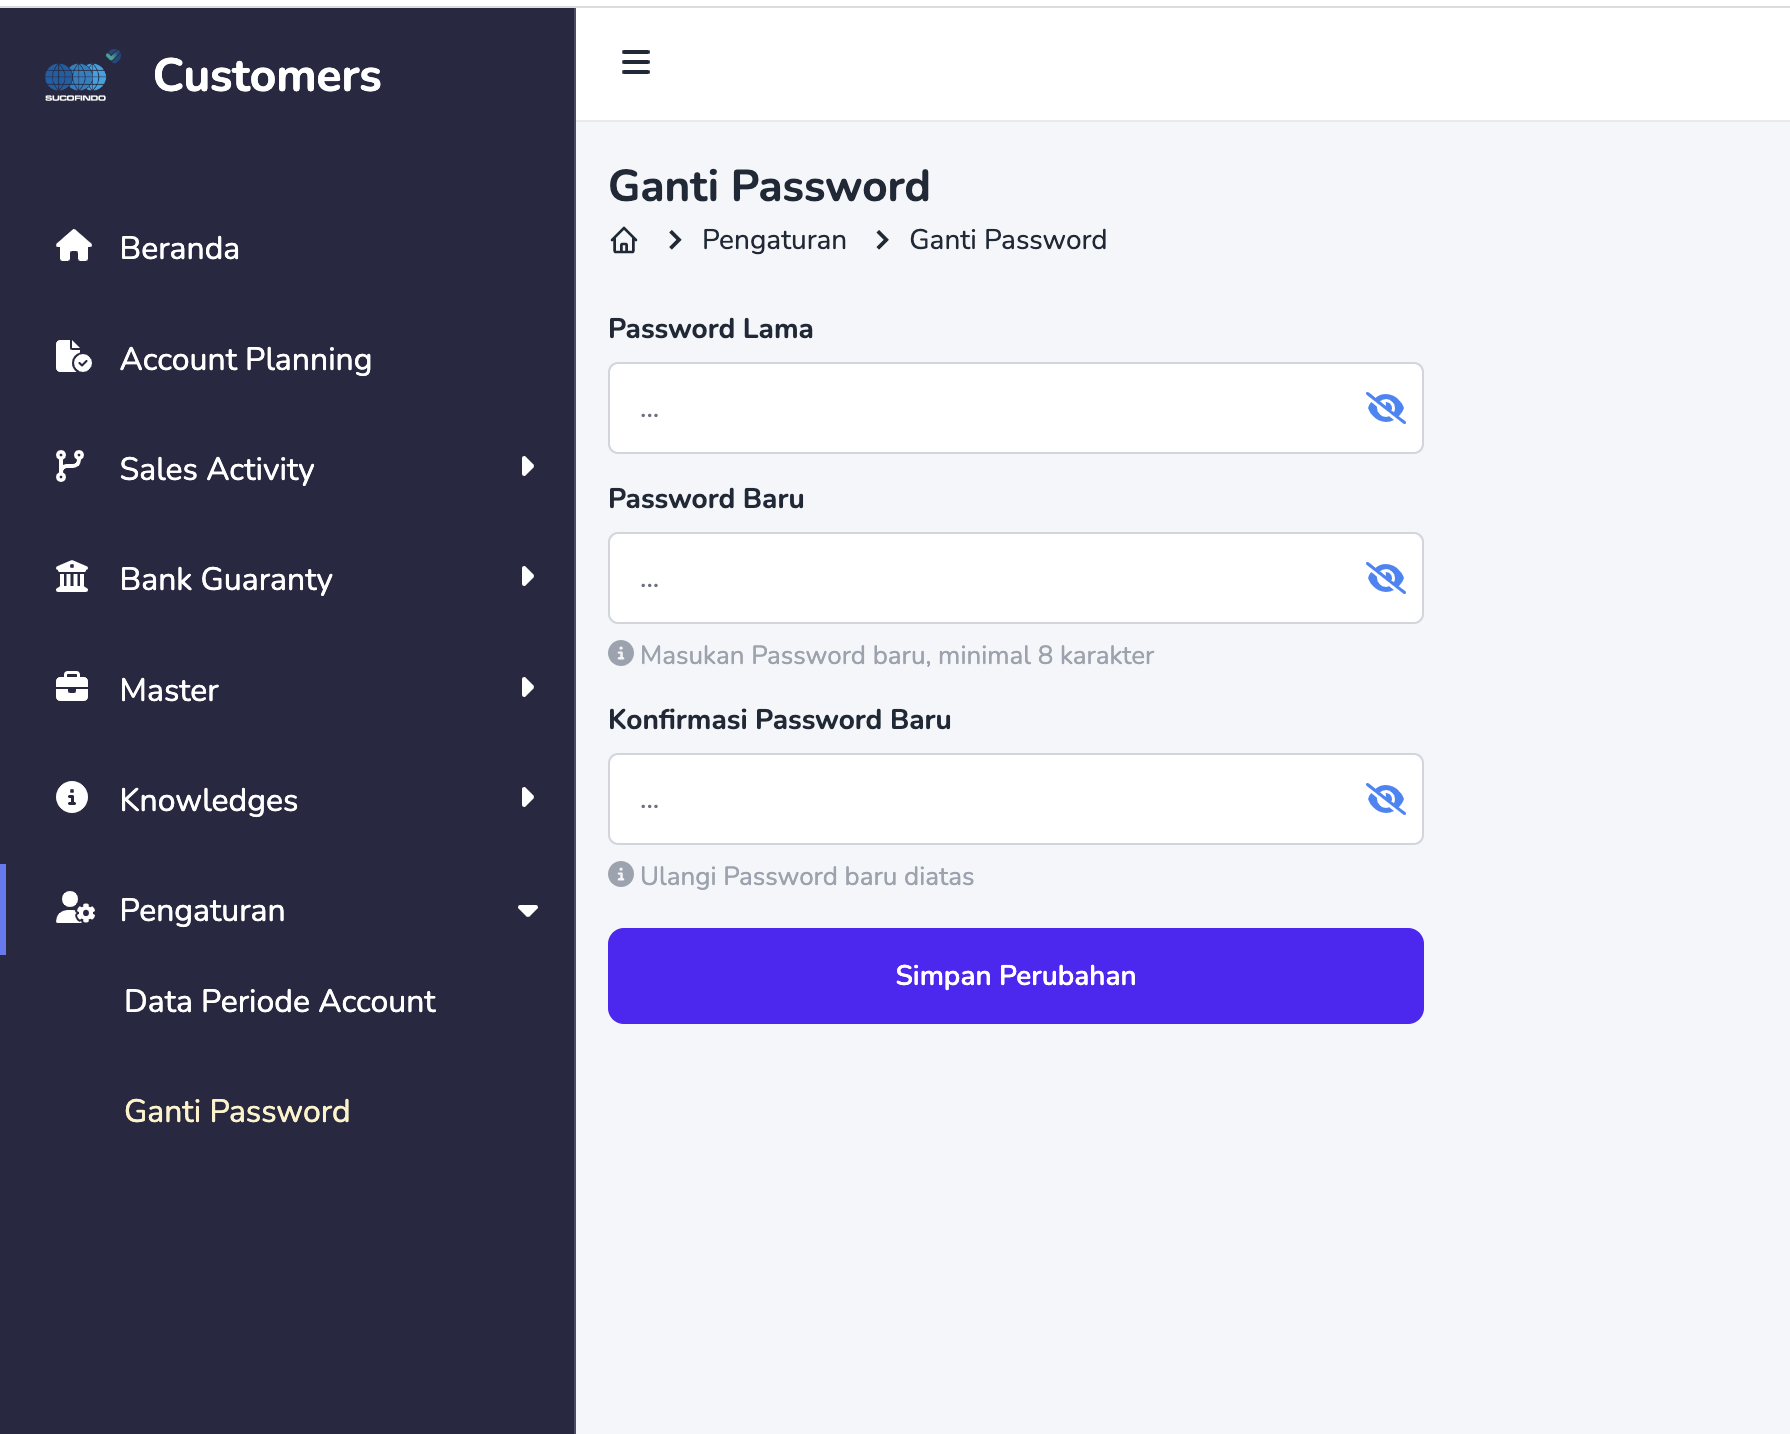 SUCOFINDO
Customers
Beranda
Account Planning
Sales Activity
Bank Guaranty
Master
Knowledges
Pengaturan
Data Periode Account
Ganti Password
Ganti Password
Pengaturan
Ganti Password
Password Lama
...
Password Baru
...
Masukan Password baru, minimal 8 karakter
Konfirmasi Password Baru
...
Ulangi Password baru diatas
Simpan Perubahan